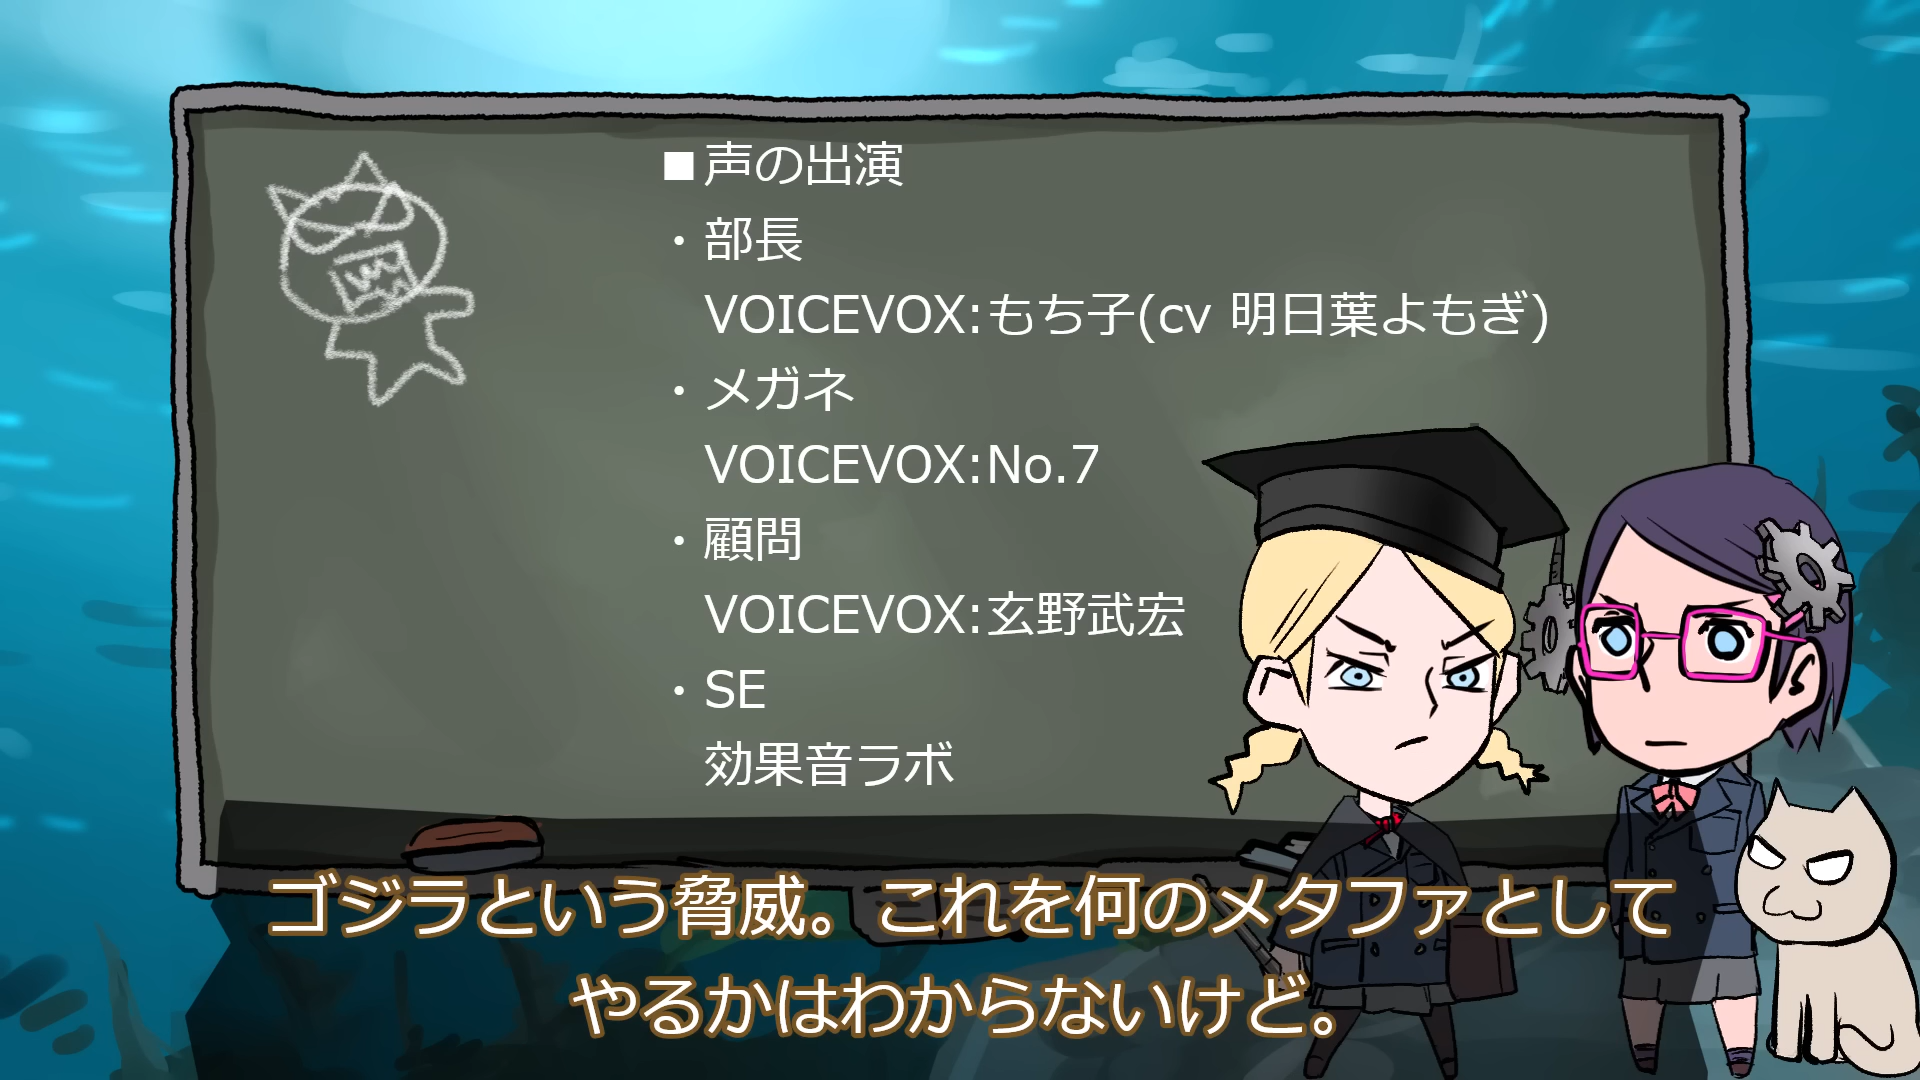 ■声の出演
・部長
VOICEVOX:もち子(cv 明日葉よもぎ)
・メガネ
VOICEVOX:No.7
・顧問
VOICEVOX:玄野武宏
・SE
効果音ラボ
ゴジラという脅威。これを何のメタファとして
やるかはわからないけど。